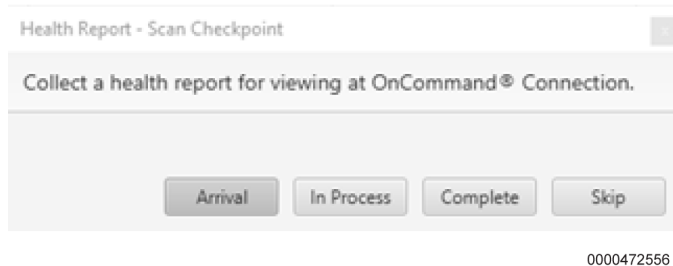 Health Report - Scan Checkpoint x
Collect a health report for viewing at OnCommand® Connection.
Arrival In Process Complete Skip
0000472556